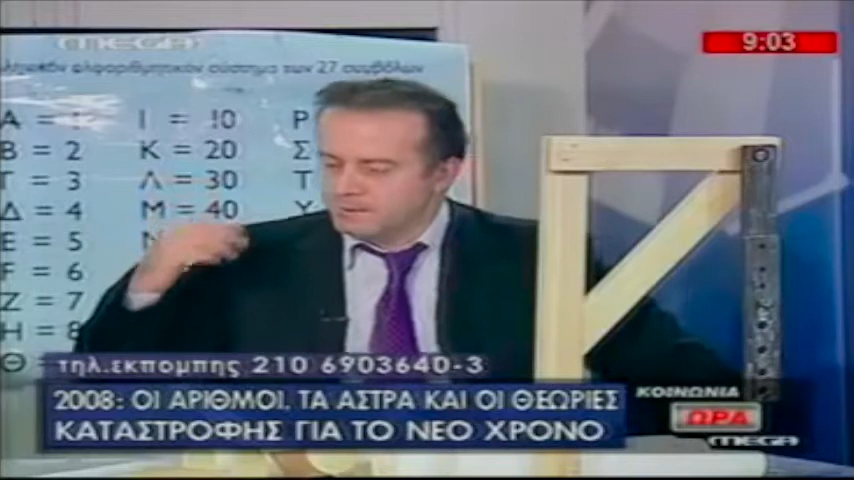 MEGA
9:03
αλφαριθμητικόν σύστημα των 27 συμβόλων
Α = 1 Ι = 10 Ρ
Β = 2 Κ = 20 Σ
Γ = 3 Λ = 30 Τ
Δ = 4 Μ = 40 Υ
Ε = 5 Ν
Ϝ = 6
Ζ = 7
Η = 8
Θ =
τηλ.εκπομπης 210 6903640-3
2008: ΟΙ ΑΡΙΘΜΟΙ, ΤΑ ΑΣΤΡΑ ΚΑΙ ΟΙ ΘΕΩΡΙΕΣ
ΚΑΤΑΣΤΡΟΦΗΣ ΓΙΑ ΤΟ ΝΕΟ ΧΡΟΝΟ
ΚΟΙΝΩΝΙΑ
ΩΡΑ
MEGA